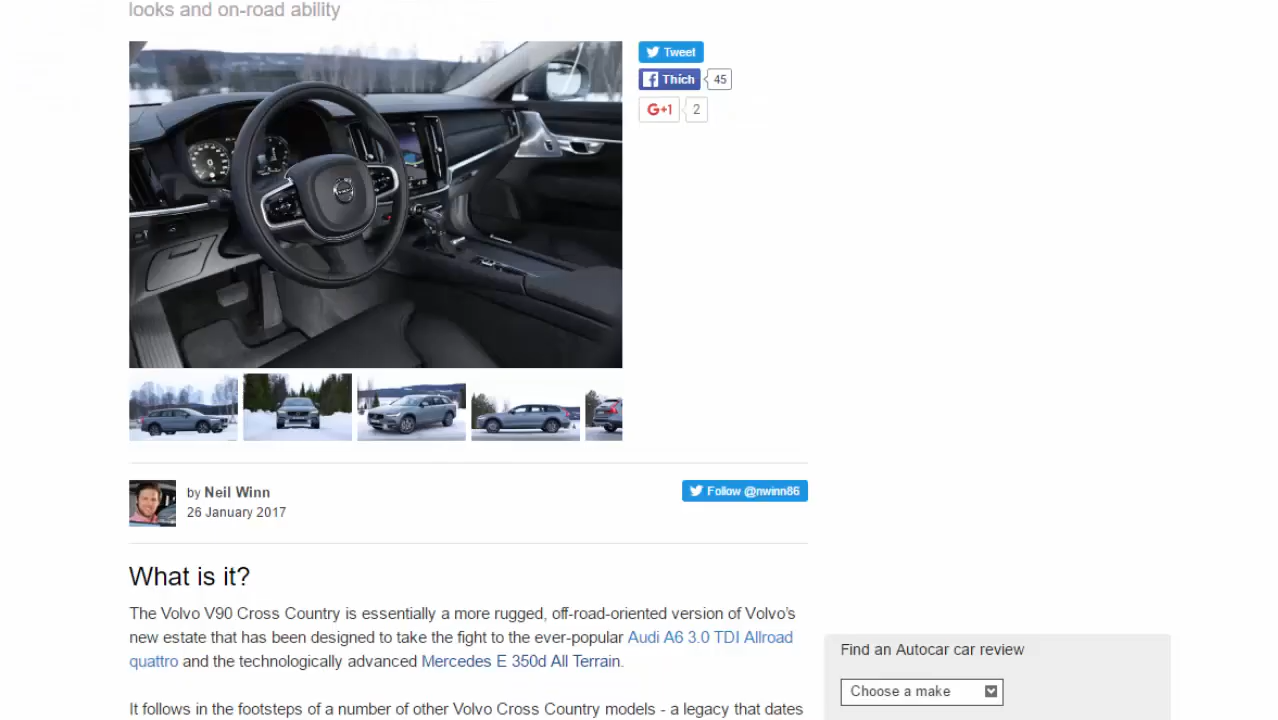 looks and on-road ability
Tweet
Thích 45
G+1 2
by Neil Winn
26 January 2017
Follow @nwinn86
What is it?
The Volvo V90 Cross Country is essentially a more rugged, off-road-oriented version of Volvo's
new estate that has been designed to take the fight to the ever-popular Audi A6 3.0 TDI Allroad
quattro and the technologically advanced Mercedes E 350d All Terrain.
It follows in the footsteps of a number of other Volvo Cross Country models - a legacy that dates
Find an Autocar car review
Choose a make